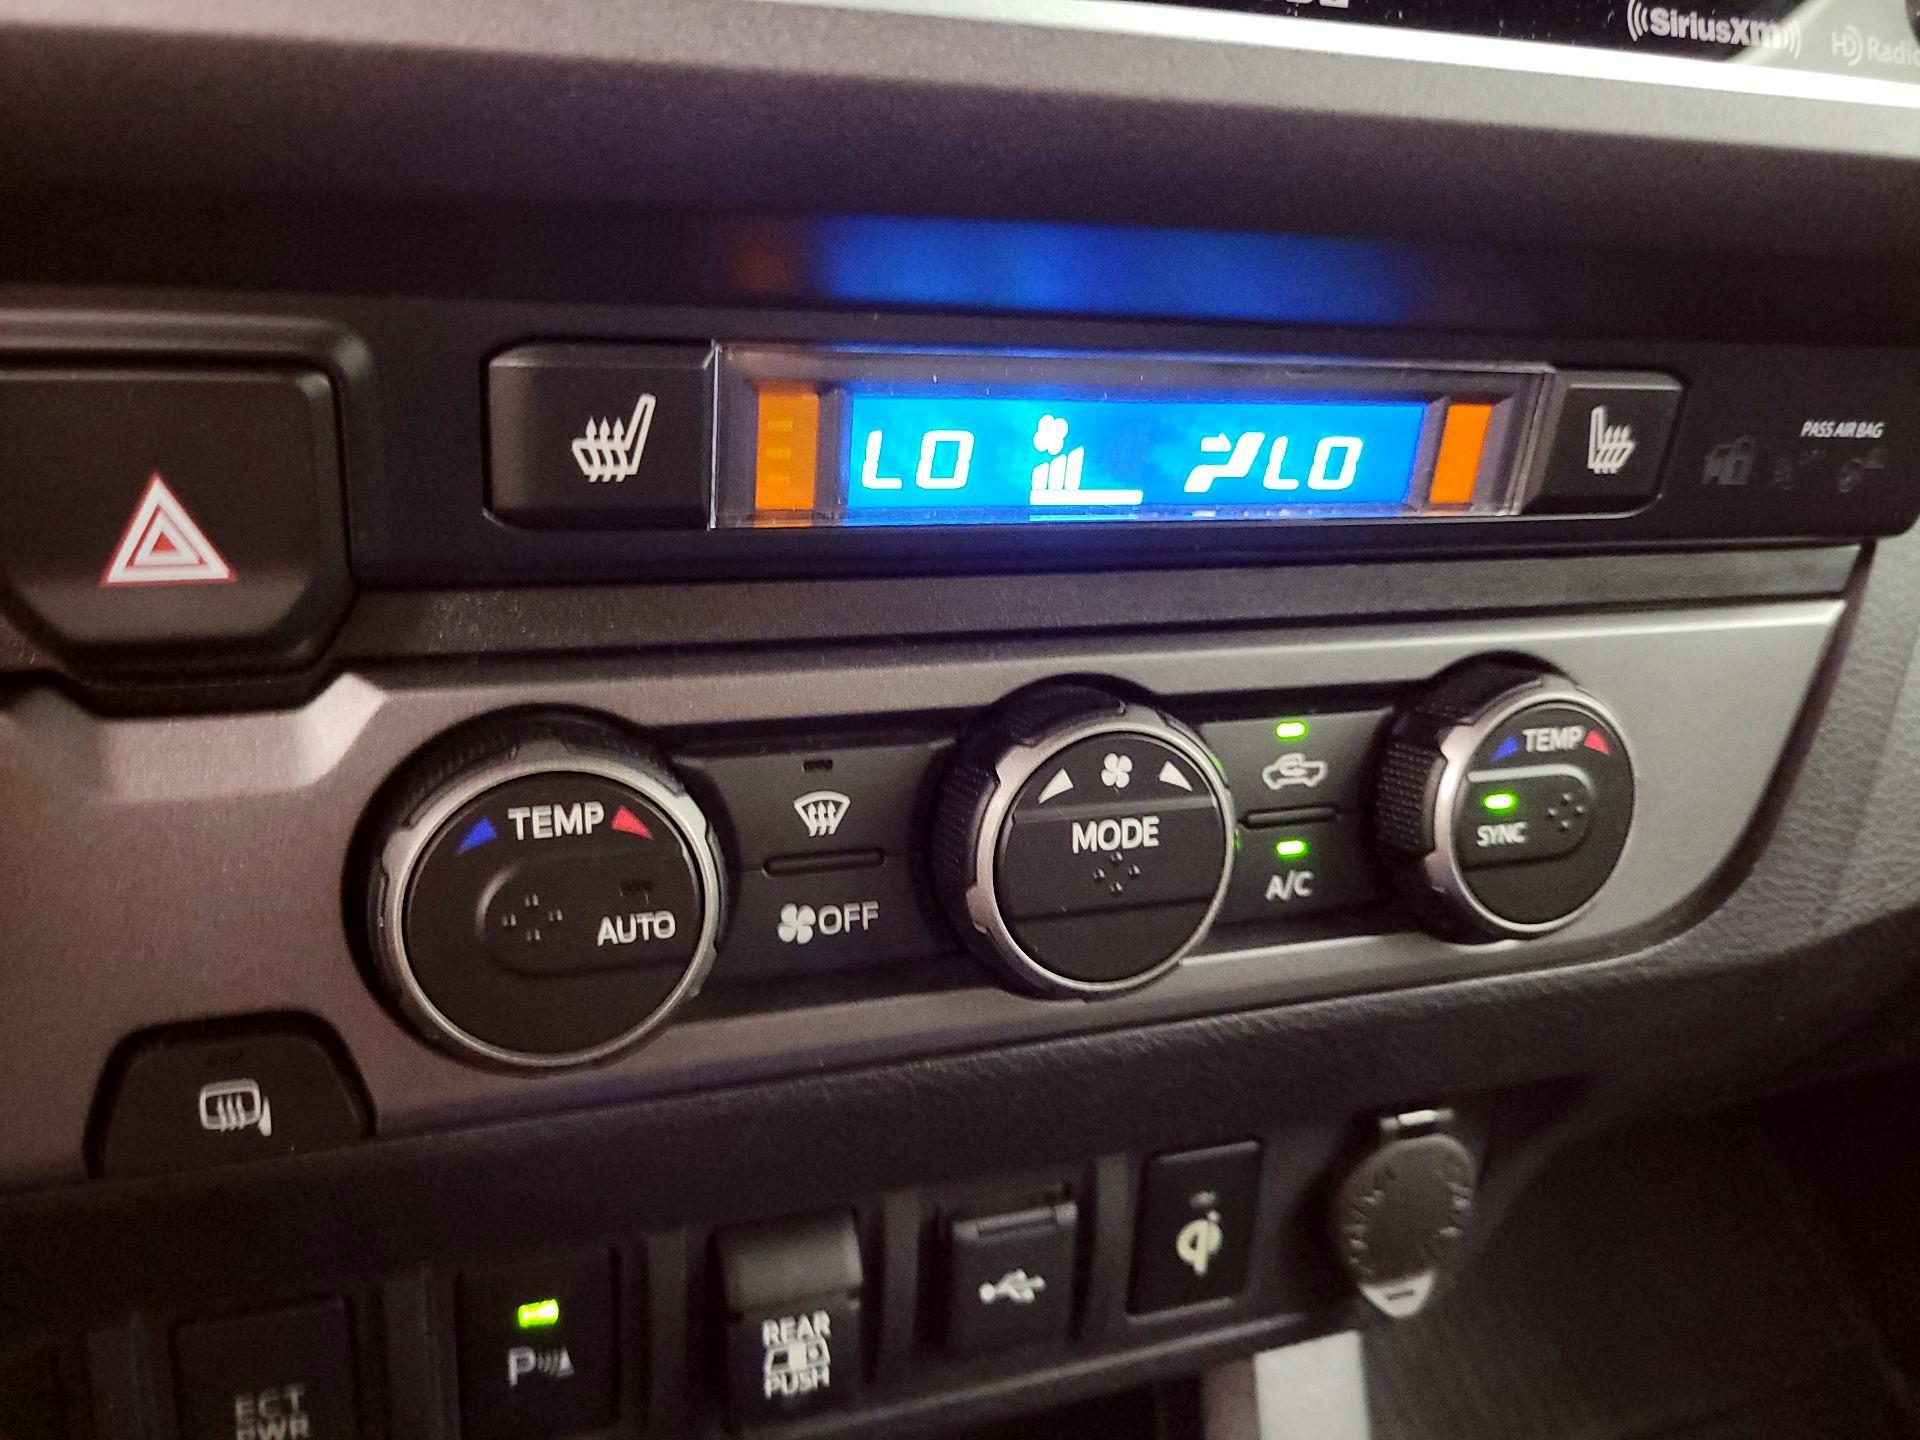 SiriusXM
HD Radio
PASS AIR BAG
LO
LO
TEMP
AUTO
OFF
MODE
A/C
TEMP
SYNC
P
REAR
PUSH
ECT
PWR